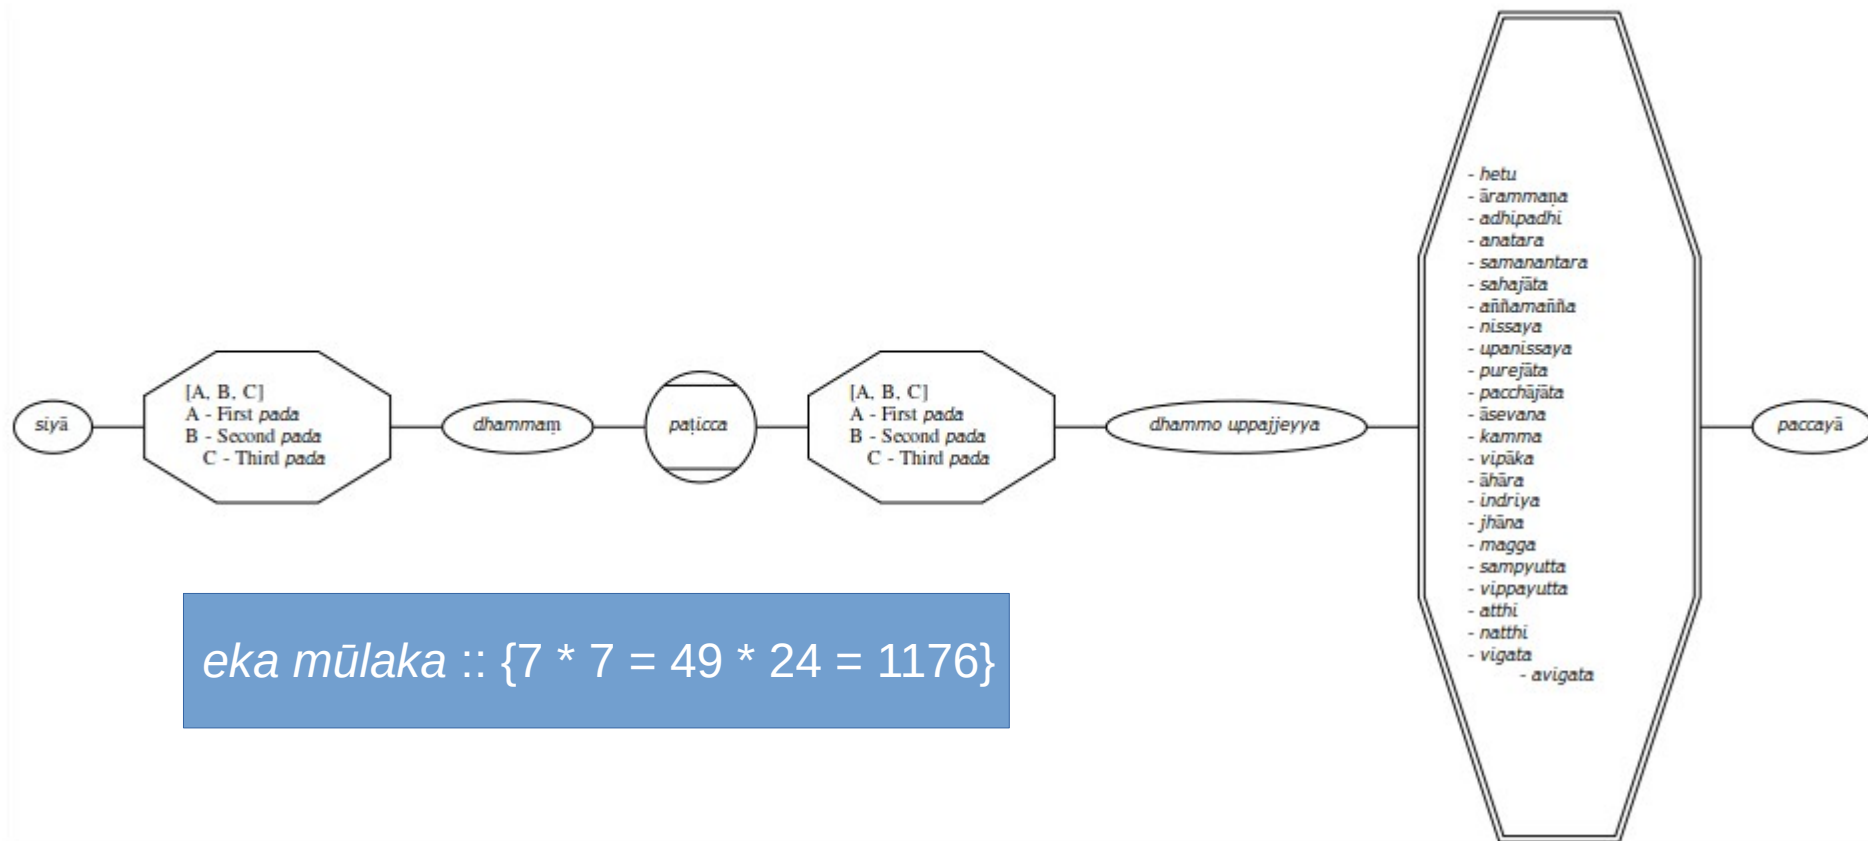 siyā
[A, B, C]
A - First pada
B - Second pada
C - Third pada
dhammaṃ
paṭicca
[A, B, C]
A - First pada
B - Second pada
C - Third pada
dhammo uppajjeyya
- hetu
- ārammaṇa
- adhipadhi
- anatara
- samanantara
- sahajāta
- aññamañña
- nissaya
- upanissaya
- purejāta
- pacchājāta
- āsevana
- kamma
- vipāka
- āhāra
- indriya
- jhāna
- magga
- sampyutta
- vippayutta
- atthi
- natthi
- vigata
- avigata
paccayā
eka mūlaka :: {7 * 7 = 49 * 24 = 1176}